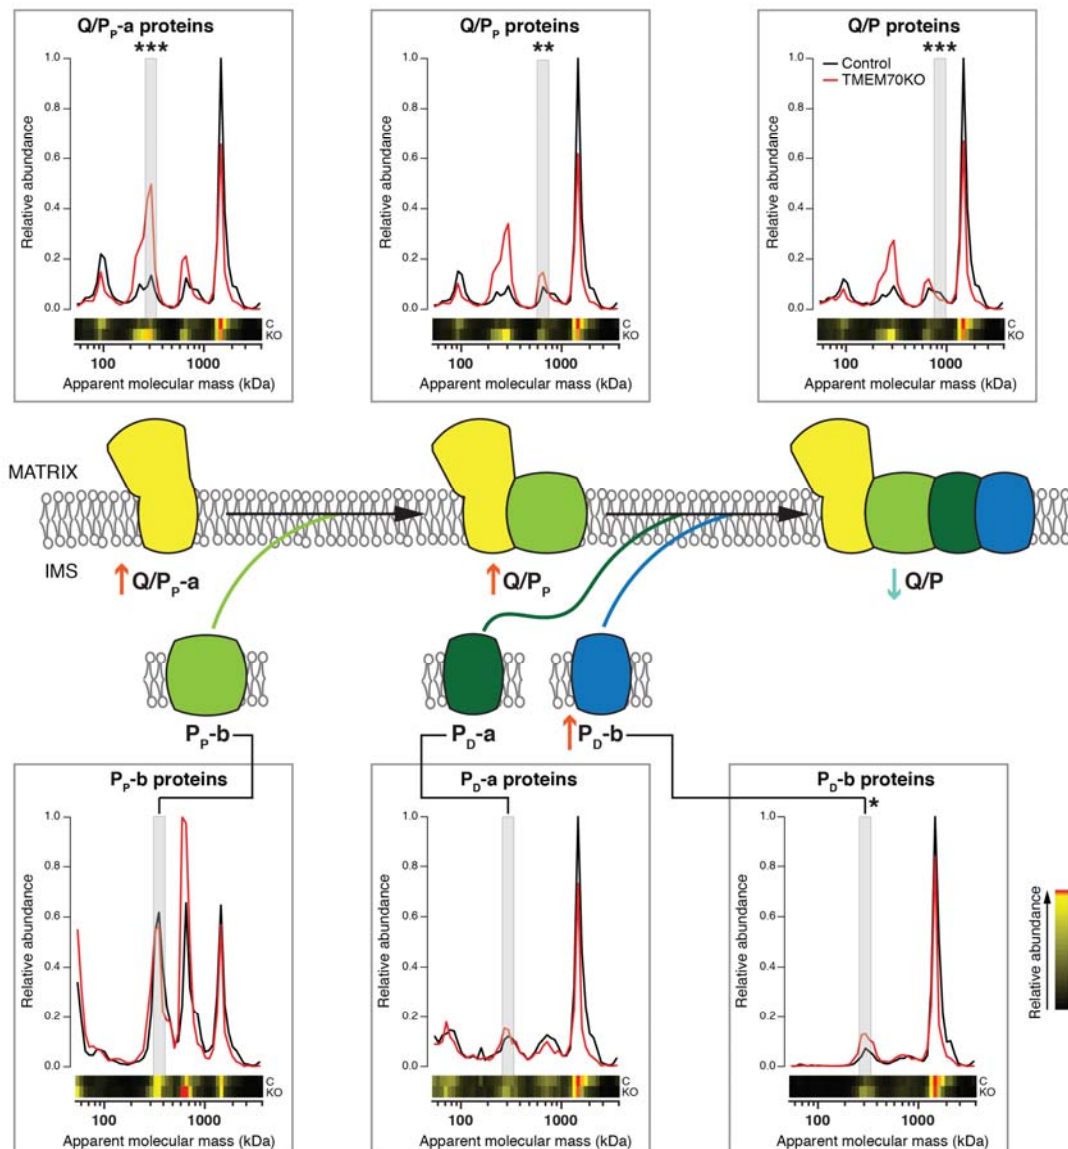 Q/PP-a proteins
***
Relative abundance
1.0
0.8
0.6
0.4
0.2
0.0
C
KO
100
1000
Apparent molecular mass (kDa)
Q/PP proteins
**
Relative abundance
1.0
0.8
0.6
0.4
0.2
0.0
C
KO
100
1000
Apparent molecular mass (kDa)
Q/P proteins
***
Control
TMEM70KO
Relative abundance
1.0
0.8
0.6
0.4
0.2
0.0
C
KO
100
1000
Apparent molecular mass (kDa)
MATRIX
IMS
Q/PP-a
Q/PP
Q/P
PP-b
PD-a
PD-b
PP-b proteins
Relative abundance
1.0
0.8
0.6
0.4
0.2
0.0
C
KO
100
1000
Apparent molecular mass (kDa)
PD-a proteins
Relative abundance
1.0
0.8
0.6
0.4
0.2
0.0
C
KO
100
1000
Apparent molecular mass (kDa)
PD-b proteins
*
Relative abundance
1.0
0.8
0.6
0.4
0.2
0.0
C
KO
100
1000
Apparent molecular mass (kDa)
Relative abundance